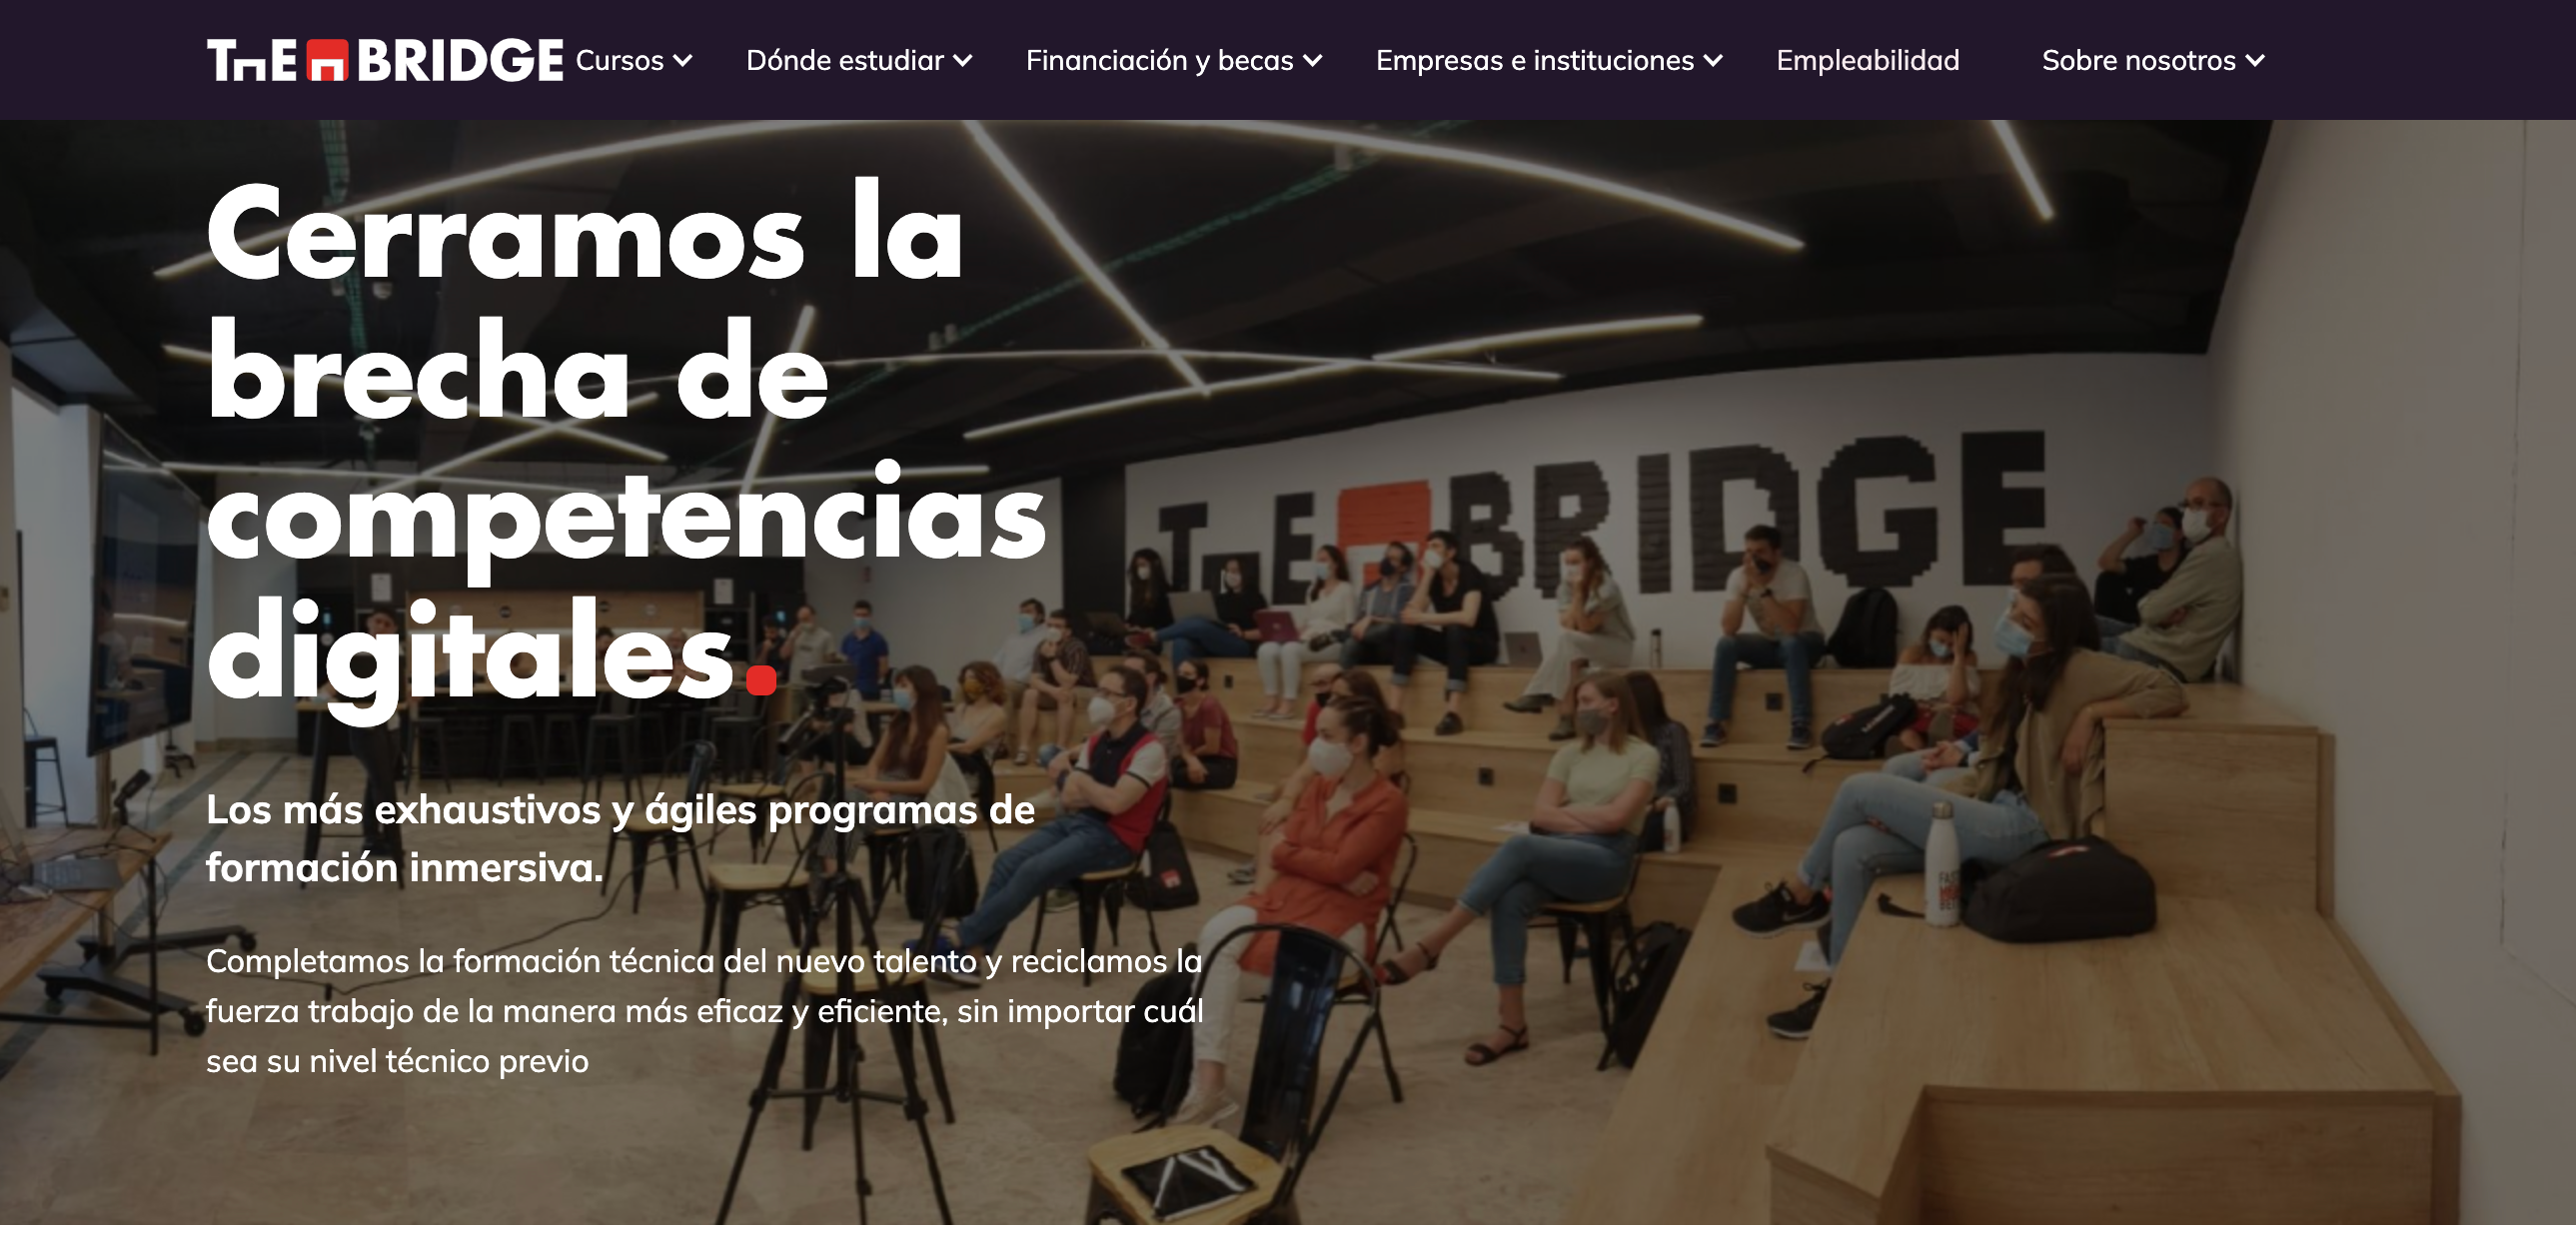 THE BRIDGE Cursos Dónde estudiar Financiación y becas Empresas e instituciones Empleabilidad Sobre nosotros
Cerramos la
brecha de
competencias
digitales.
THE BRIDGE
Los más exhaustivos y ágiles programas de
formación inmersiva.
Completamos la formación técnica del nuevo talento y reciclamos la
fuerza trabajo de la manera más eficaz y eficiente, sin importar cuál
sea su nivel técnico previo